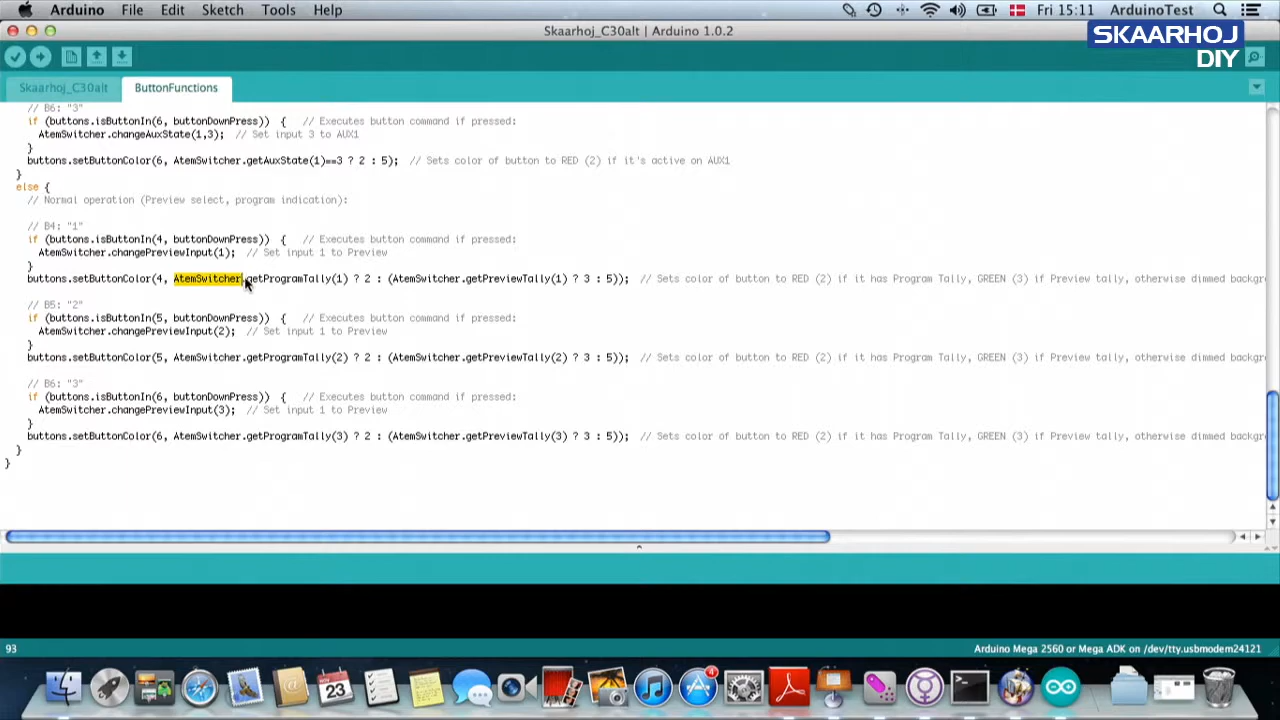 Arduino File Edit Sketch Tools Help Fri 15:11 ArduinoTest
Skaarhoj_C30alt | Arduino 1.0.2
SKAARHOJ
DIY
Skaarhoj_C30alt ButtonFunctions
// B6: "3"
if (buttons.isButtonIn(6, buttonDownPress)) { // Executes button command if pressed:
AtemSwitcher.changeAuxState(1,3); // Set input 3 to AUX1
}
buttons.setButtonColor(6, AtemSwitcher.getAuxState(1)==3 ? 2 : 5); // Sets color of button to RED (2) if it's active on AUX1
}
else {
// Normal operation (Preview select, program indication):
// B4: "1"
if (buttons.isButtonIn(4, buttonDownPress)) { // Executes button command if pressed:
AtemSwitcher.changePreviewInput(1); // Set input 1 to Preview
}
buttons.setButtonColor(4, AtemSwitcher.getProgramTally(1) ? 2 : (AtemSwitcher.getPreviewTally(1) ? 3 : 5)); // Sets color of button to RED (2) if it has Program Tally, GREEN (3) if Preview tally, otherwise dimmed backgr
// B5: "2"
if (buttons.isButtonIn(5, buttonDownPress)) { // Executes button command if pressed:
AtemSwitcher.changePreviewInput(2); // Set input 1 to Preview
}
buttons.setButtonColor(5, AtemSwitcher.getProgramTally(2) ? 2 : (AtemSwitcher.getPreviewTally(2) ? 3 : 5)); // Sets color of button to RED (2) if it has Program Tally, GREEN (3) if Preview tally, otherwise dimmed backgr
// B6: "3"
if (buttons.isButtonIn(6, buttonDownPress)) { // Executes button command if pressed:
AtemSwitcher.changePreviewInput(3); // Set input 1 to Preview
}
buttons.setButtonColor(6, AtemSwitcher.getProgramTally(3) ? 2 : (AtemSwitcher.getPreviewTally(3) ? 3 : 5)); // Sets color of button to RED (2) if it has Program Tally, GREEN (3) if Preview tally, otherwise dimmed backgr
}
}
93 Arduino Mega 2560 or Mega ADK on /dev/tty.usbmodem24121
NOV
23
4